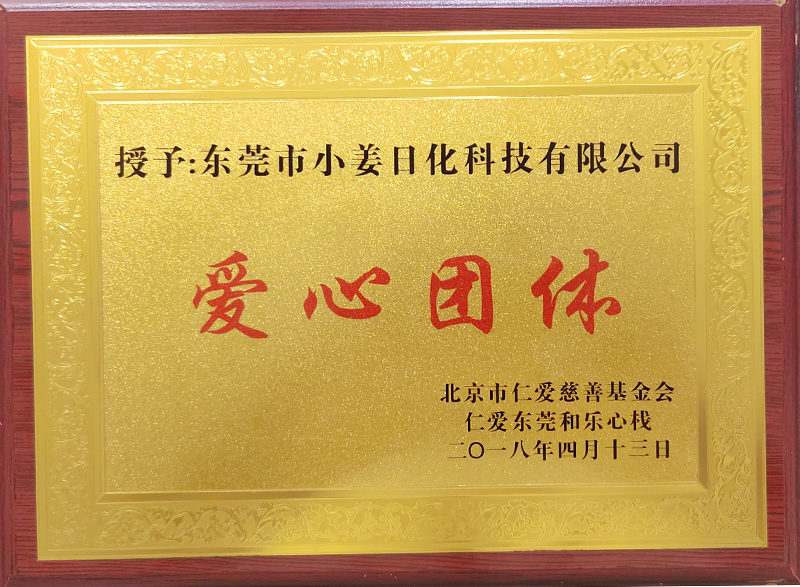 授予:东莞市小姜日化科技有限公司
爱心团体
北京市仁爱慈善基金会
仁爱东莞和乐心栈
二〇一八年四月十三日